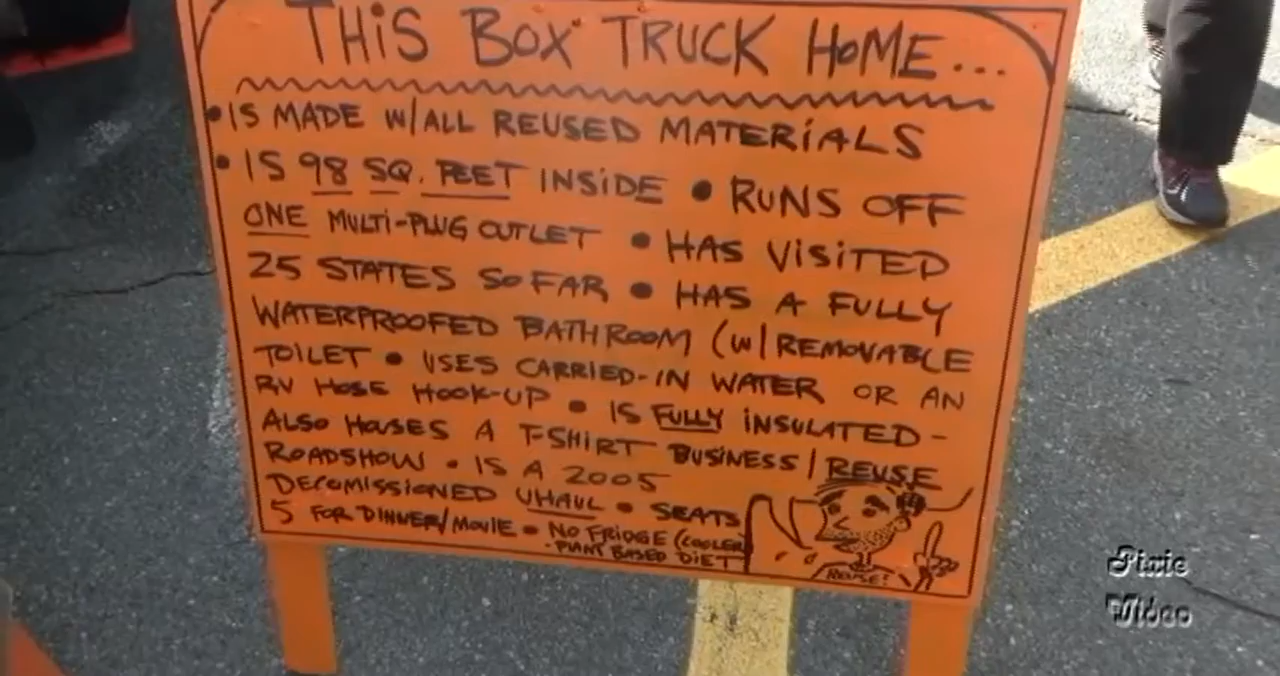 THIS BOX TRUCK HOME...
• IS MADE W/ALL REUSED MATERIALS
• IS 98 SQ. FEET INSIDE • RUNS OFF
ONE MULTI-PLUG OUTLET • HAS VISITED
25 STATES SO FAR • HAS A FULLY
WATERPROOFED BATHROOM (W/REMOVABLE
TOILET • USES CARRIED-IN WATER OR AN
RV HOSE HOOK-UP • IS FULLY INSULATED-
ALSO HOUSES A T-SHIRT BUSINESS/REUSE
ROADSHOW • IS A 2005
DECOMISSIONED UHAUL • SEATS
5 FOR DINNER/MOVIE • NO FRIDGE (COOLER
-PLANT BASED DIET
REUSE!
Pixie
Video